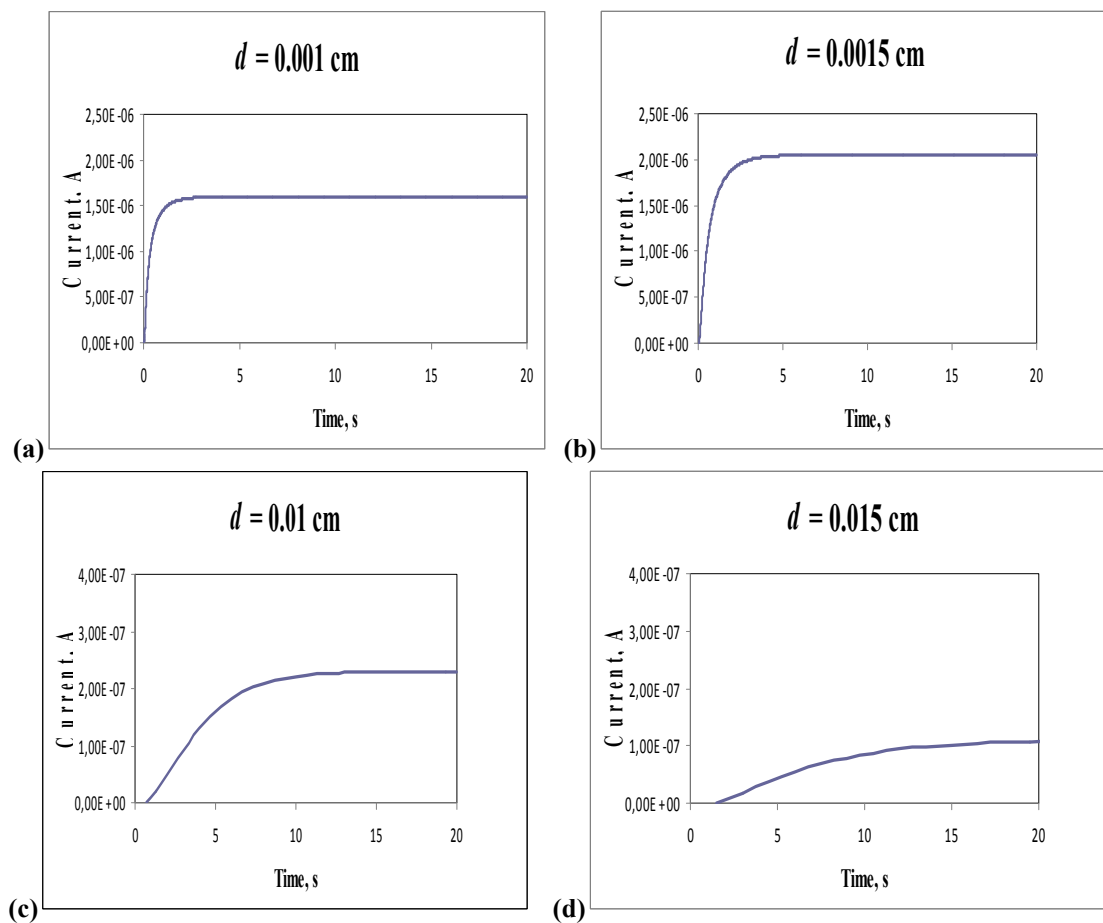 d = 0.001 cm
2,50E -06
2,00E -06
1,50E -06
1,00E -06
5,00E -07
0,00E +00
Current, A
0 5 10 15 20
Time, s
(a)
d = 0.0015 cm
2,50E -06
2,00E -06
1,50E -06
1,00E -06
5,00E -07
0,00E +00
Current, A
0 5 10 15 20
Time, s
(b)
d = 0.01 cm
4,00E -07
3,00E -07
2,00E -07
1,00E -07
0,00E +00
Current, A
0 5 10 15 20
Time, s
(c)
d = 0.015 cm
4,00E -07
3,00E -07
2,00E -07
1,00E -07
0,00E +00
Current, A
0 5 10 15 20
Time, s
(d)